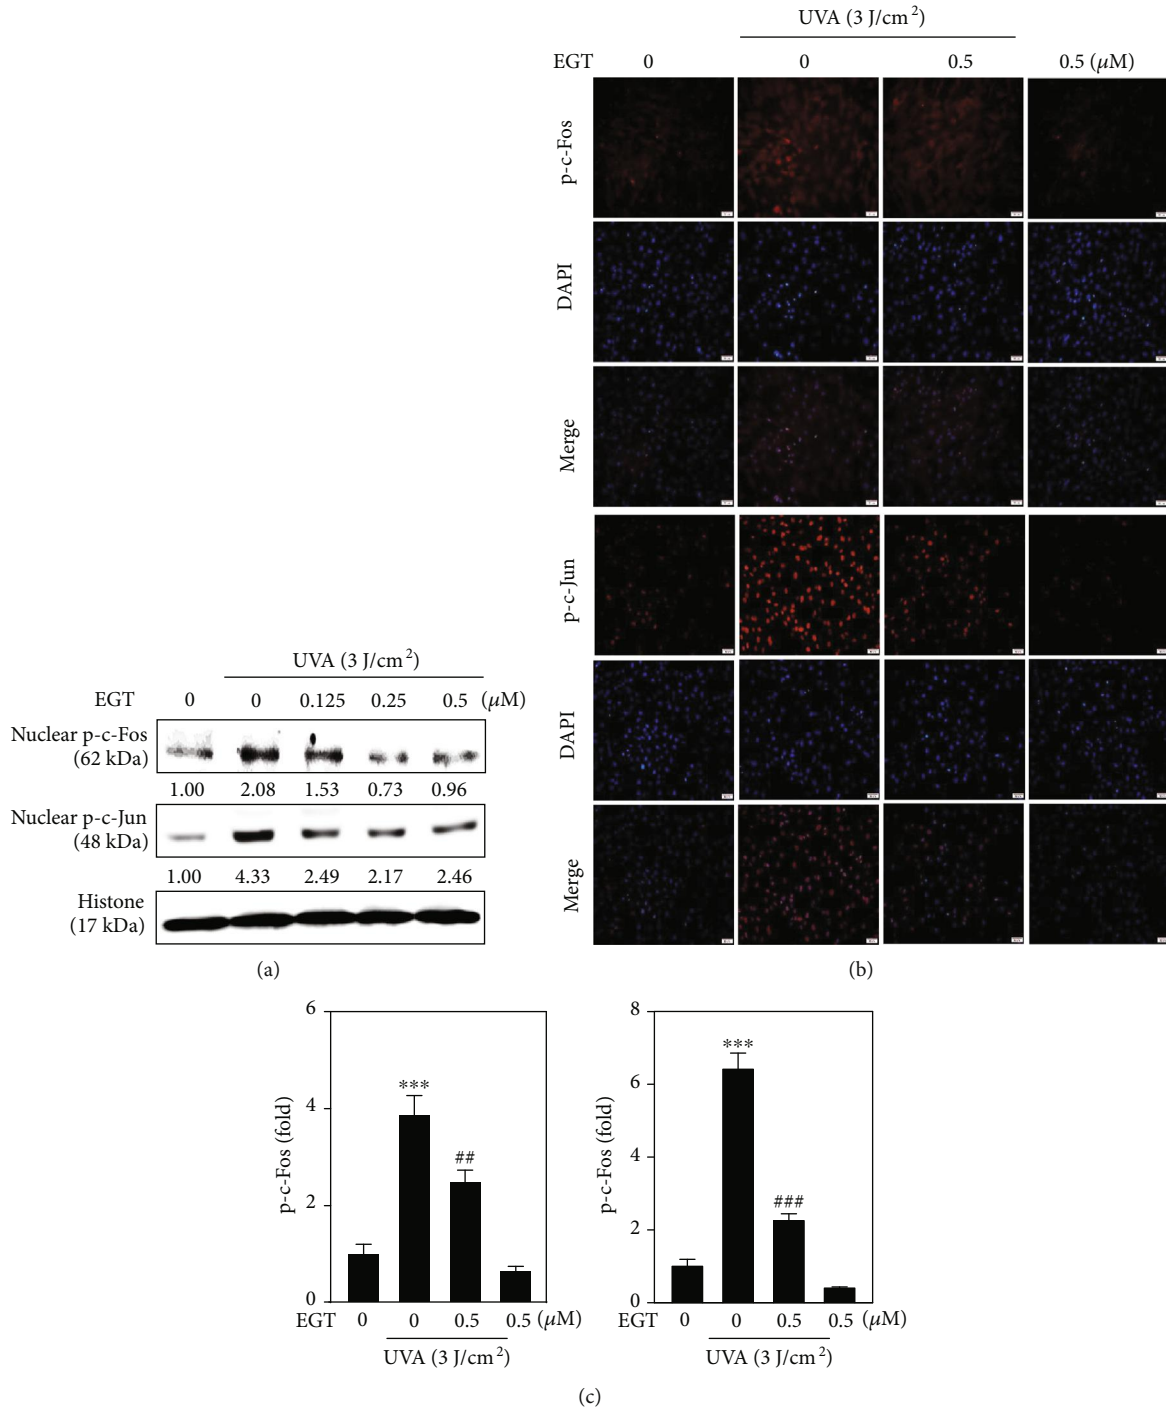 UVA (3 J/cm²)
EGT 0 0 0.5 0.5 (μM)
p-c-Fos
DAPI
Merge
p-c-Jun
DAPI
Merge
(b)
UVA (3 J/cm²)
EGT 0 0 0.125 0.25 0.5 (μM)
Nuclear p-c-Fos
(62 kDa)
1.00 2.08 1.53 0.73 0.96
Nuclear p-c-Jun
(48 kDa)
1.00 4.33 2.49 2.17 2.46
Histone
(17 kDa)
(a)
p-c-Fos (fold)
6
4
2
0
***
##
EGT 0 0 0.5 0.5 (μM)
UVA (3 J/cm²)
p-c-Fos (fold)
8
6
4
2
0
***
###
EGT 0 0 0.5 0.5 (μM)
UVA (3 J/cm²)
(c)